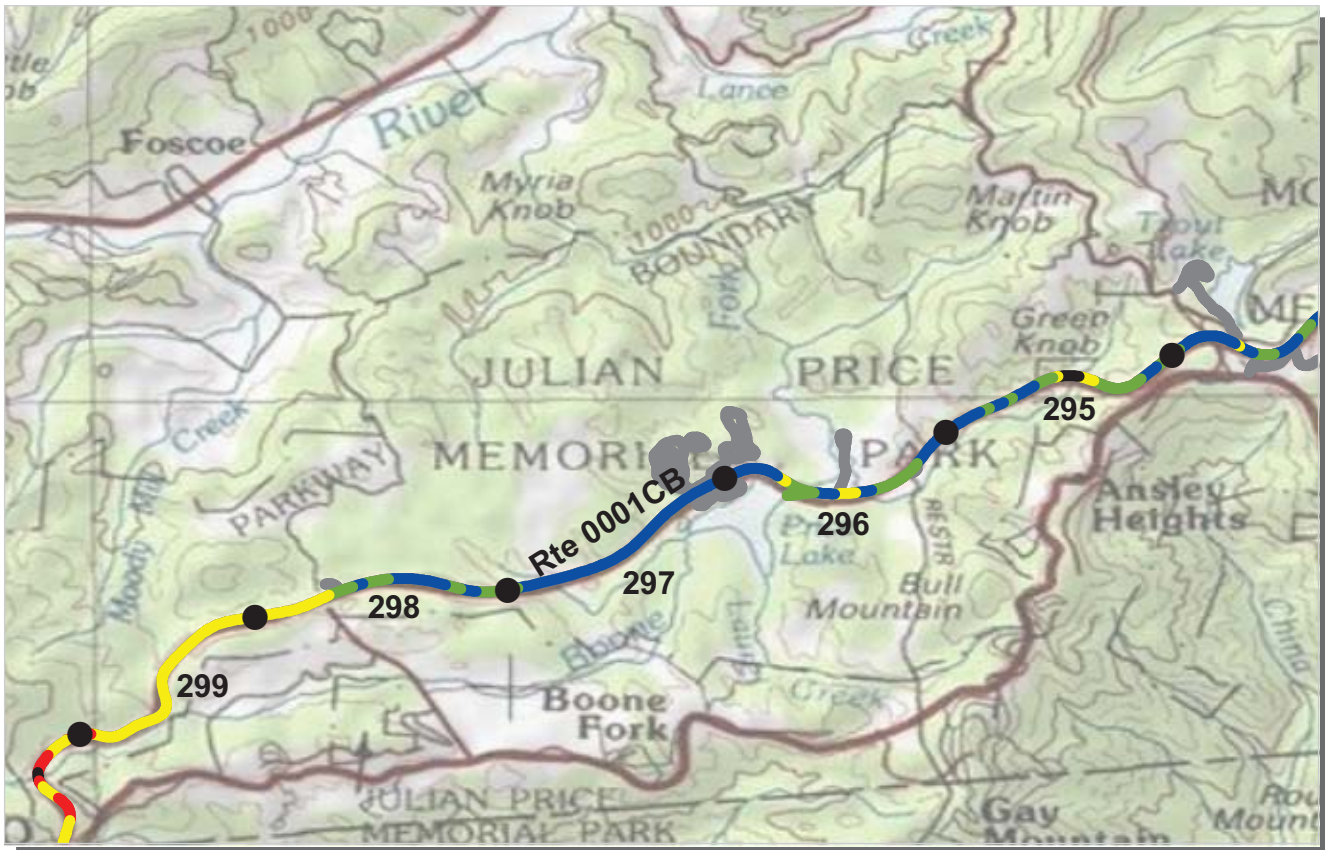 1000
Creek
Lance
River
Foscoe
Myria
Knob
Martin
Knob
MO
Trout
Lake
1000
BOUNDARY
Fork
Green
Knob
ME
JULIAN PRICE
295
MEMORI PARK
Creek
PARKWAY
Moody Mill
Rte 0001CB
296
Ansley
Heights
RESTR
Lake
297
298
Bull
Mountain
Boone
China
299
Boone
Fork
Creek
JULIAN PRICE
MEMORIAL PARK
Gay
Mountain